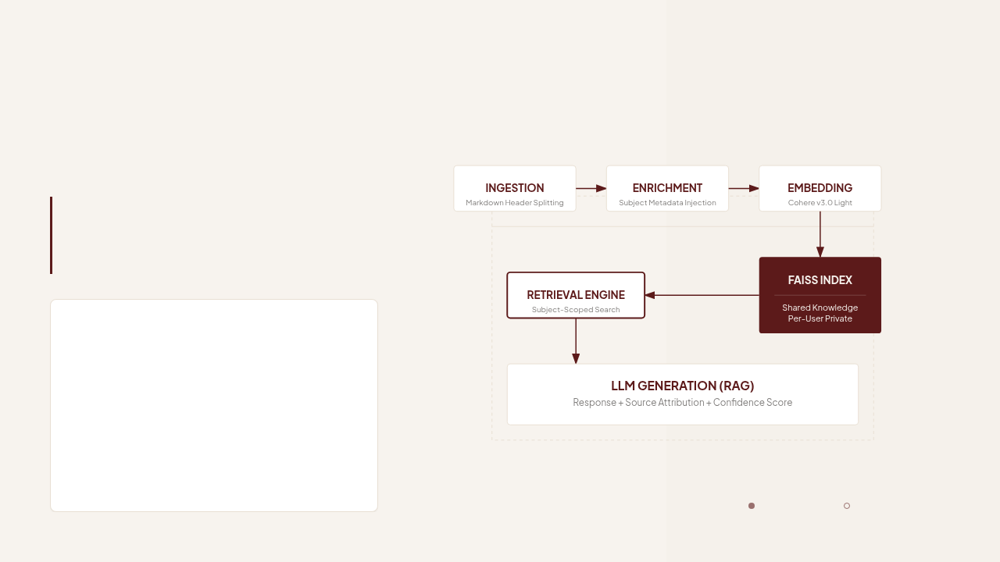 INGESTION
Markdown Header Splitting
ENRICHMENT
Subject Metadata Injection
EMBEDDING
Cohere v3.0 Light
FAISS INDEX
Shared Knowledge
Per-User Private
RETRIEVAL ENGINE
Subject-Scoped Search
LLM GENERATION (RAG)
Response + Source Attribution + Confidence Score